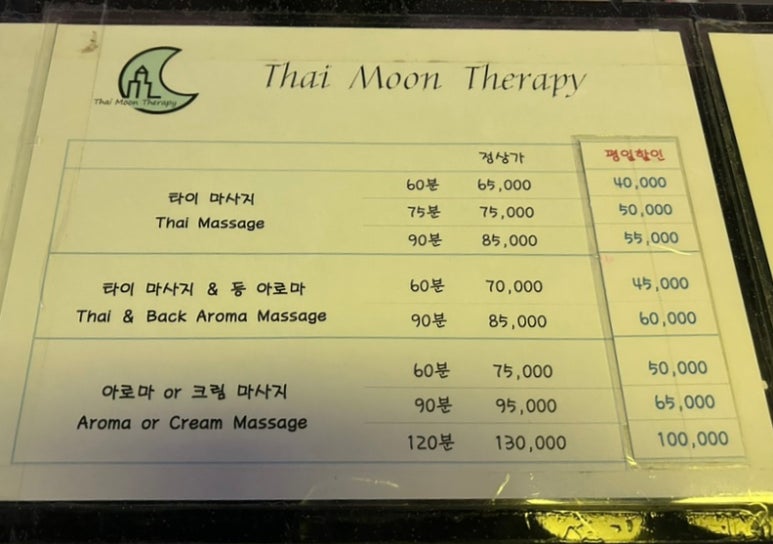 Thai Moon Therapy
Thai Moon Therapy
정상가 평일할인
타이 마사지
Thai Massage
60분 65,000 40,000
75분 75,000 50,000
90분 85,000 55,000
타이 마사지 & 등 아로마
Thai & Back Aroma Massage
60분 70,000 45,000
90분 85,000 60,000
아로마 or 크림 마사지
Aroma or Cream Massage
60분 75,000 50,000
90분 95,000 65,000
120분 130,000 100,000